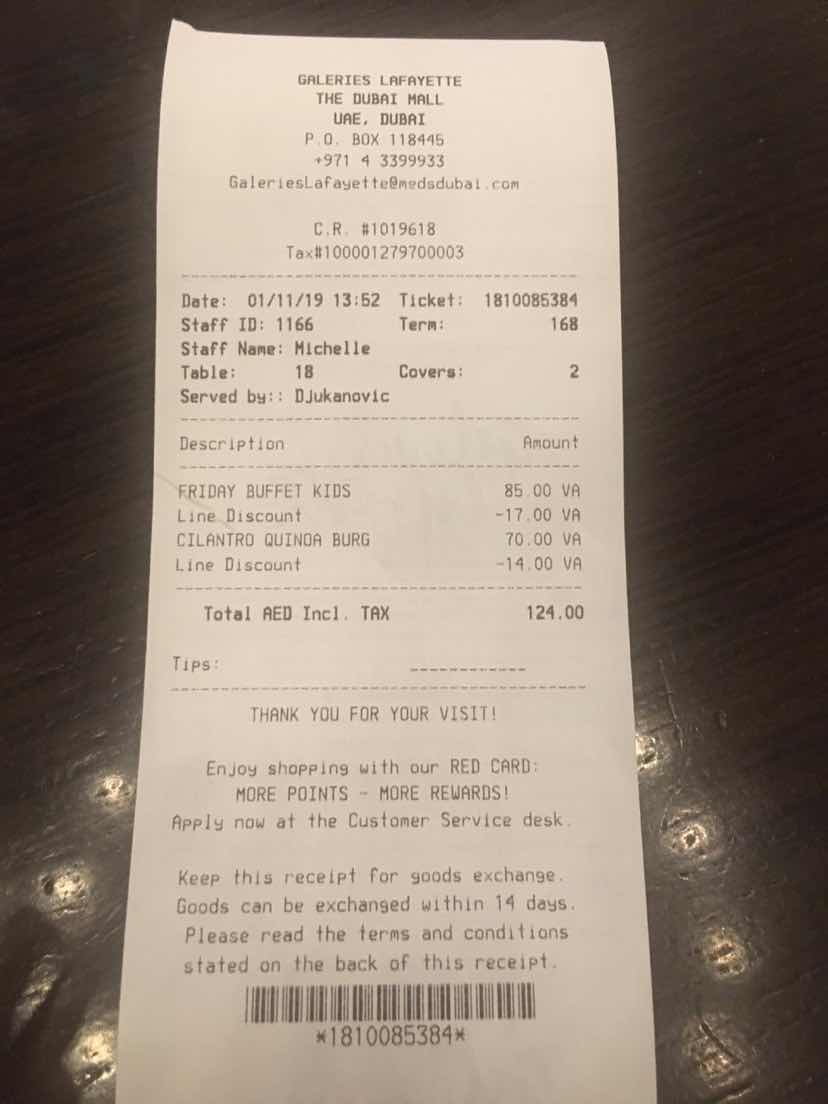 GALERIES LAFAYETTE
THE DUBAI MALL
UAE, DUBAI
P.O. BOX 118445
+971 4 3399933
GaleriesLafayette@medsdubai.com
C.R. #1019618
Tax#100001279700003
Date: 01/11/19 13:52 Ticket: 1810085384
Staff ID: 1166 Term: 168
Staff Name: Michelle
Table: 18 Covers: 2
Served by:: DJukanovic
Description Amount
FRIDAY BUFFET KIDS 85.00 VA
Line Discount -17.00 VA
CILANTRO QUINOA BURG 70.00 VA
Line Discount -14.00 VA
Total AED Incl. TAX 124.00
Tips: ____________
THANK YOU FOR YOUR VISIT!
Enjoy shopping with our RED CARD:
MORE POINTS - MORE REWARDS!
Apply now at the Customer Service desk.
Keep this receipt for goods exchange.
Goods can be exchanged within 14 days.
Please read the terms and conditions
stated on the back of this receipt.
*1810085384*